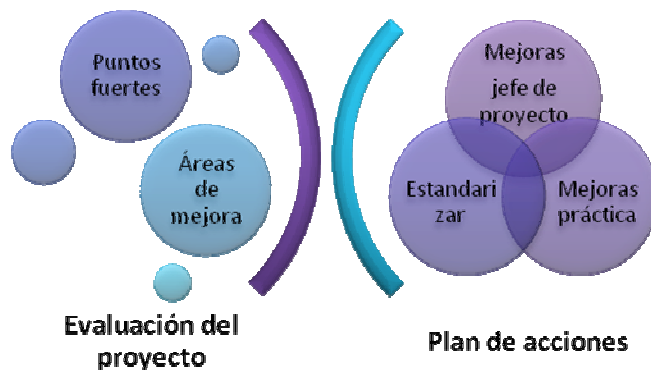 Puntos
fuertes
Áreas
de
mejora
Evaluación del
proyecto
Mejoras
jefe de
proyecto
Estandari
zar
Mejoras
práctica
Plan de acciones